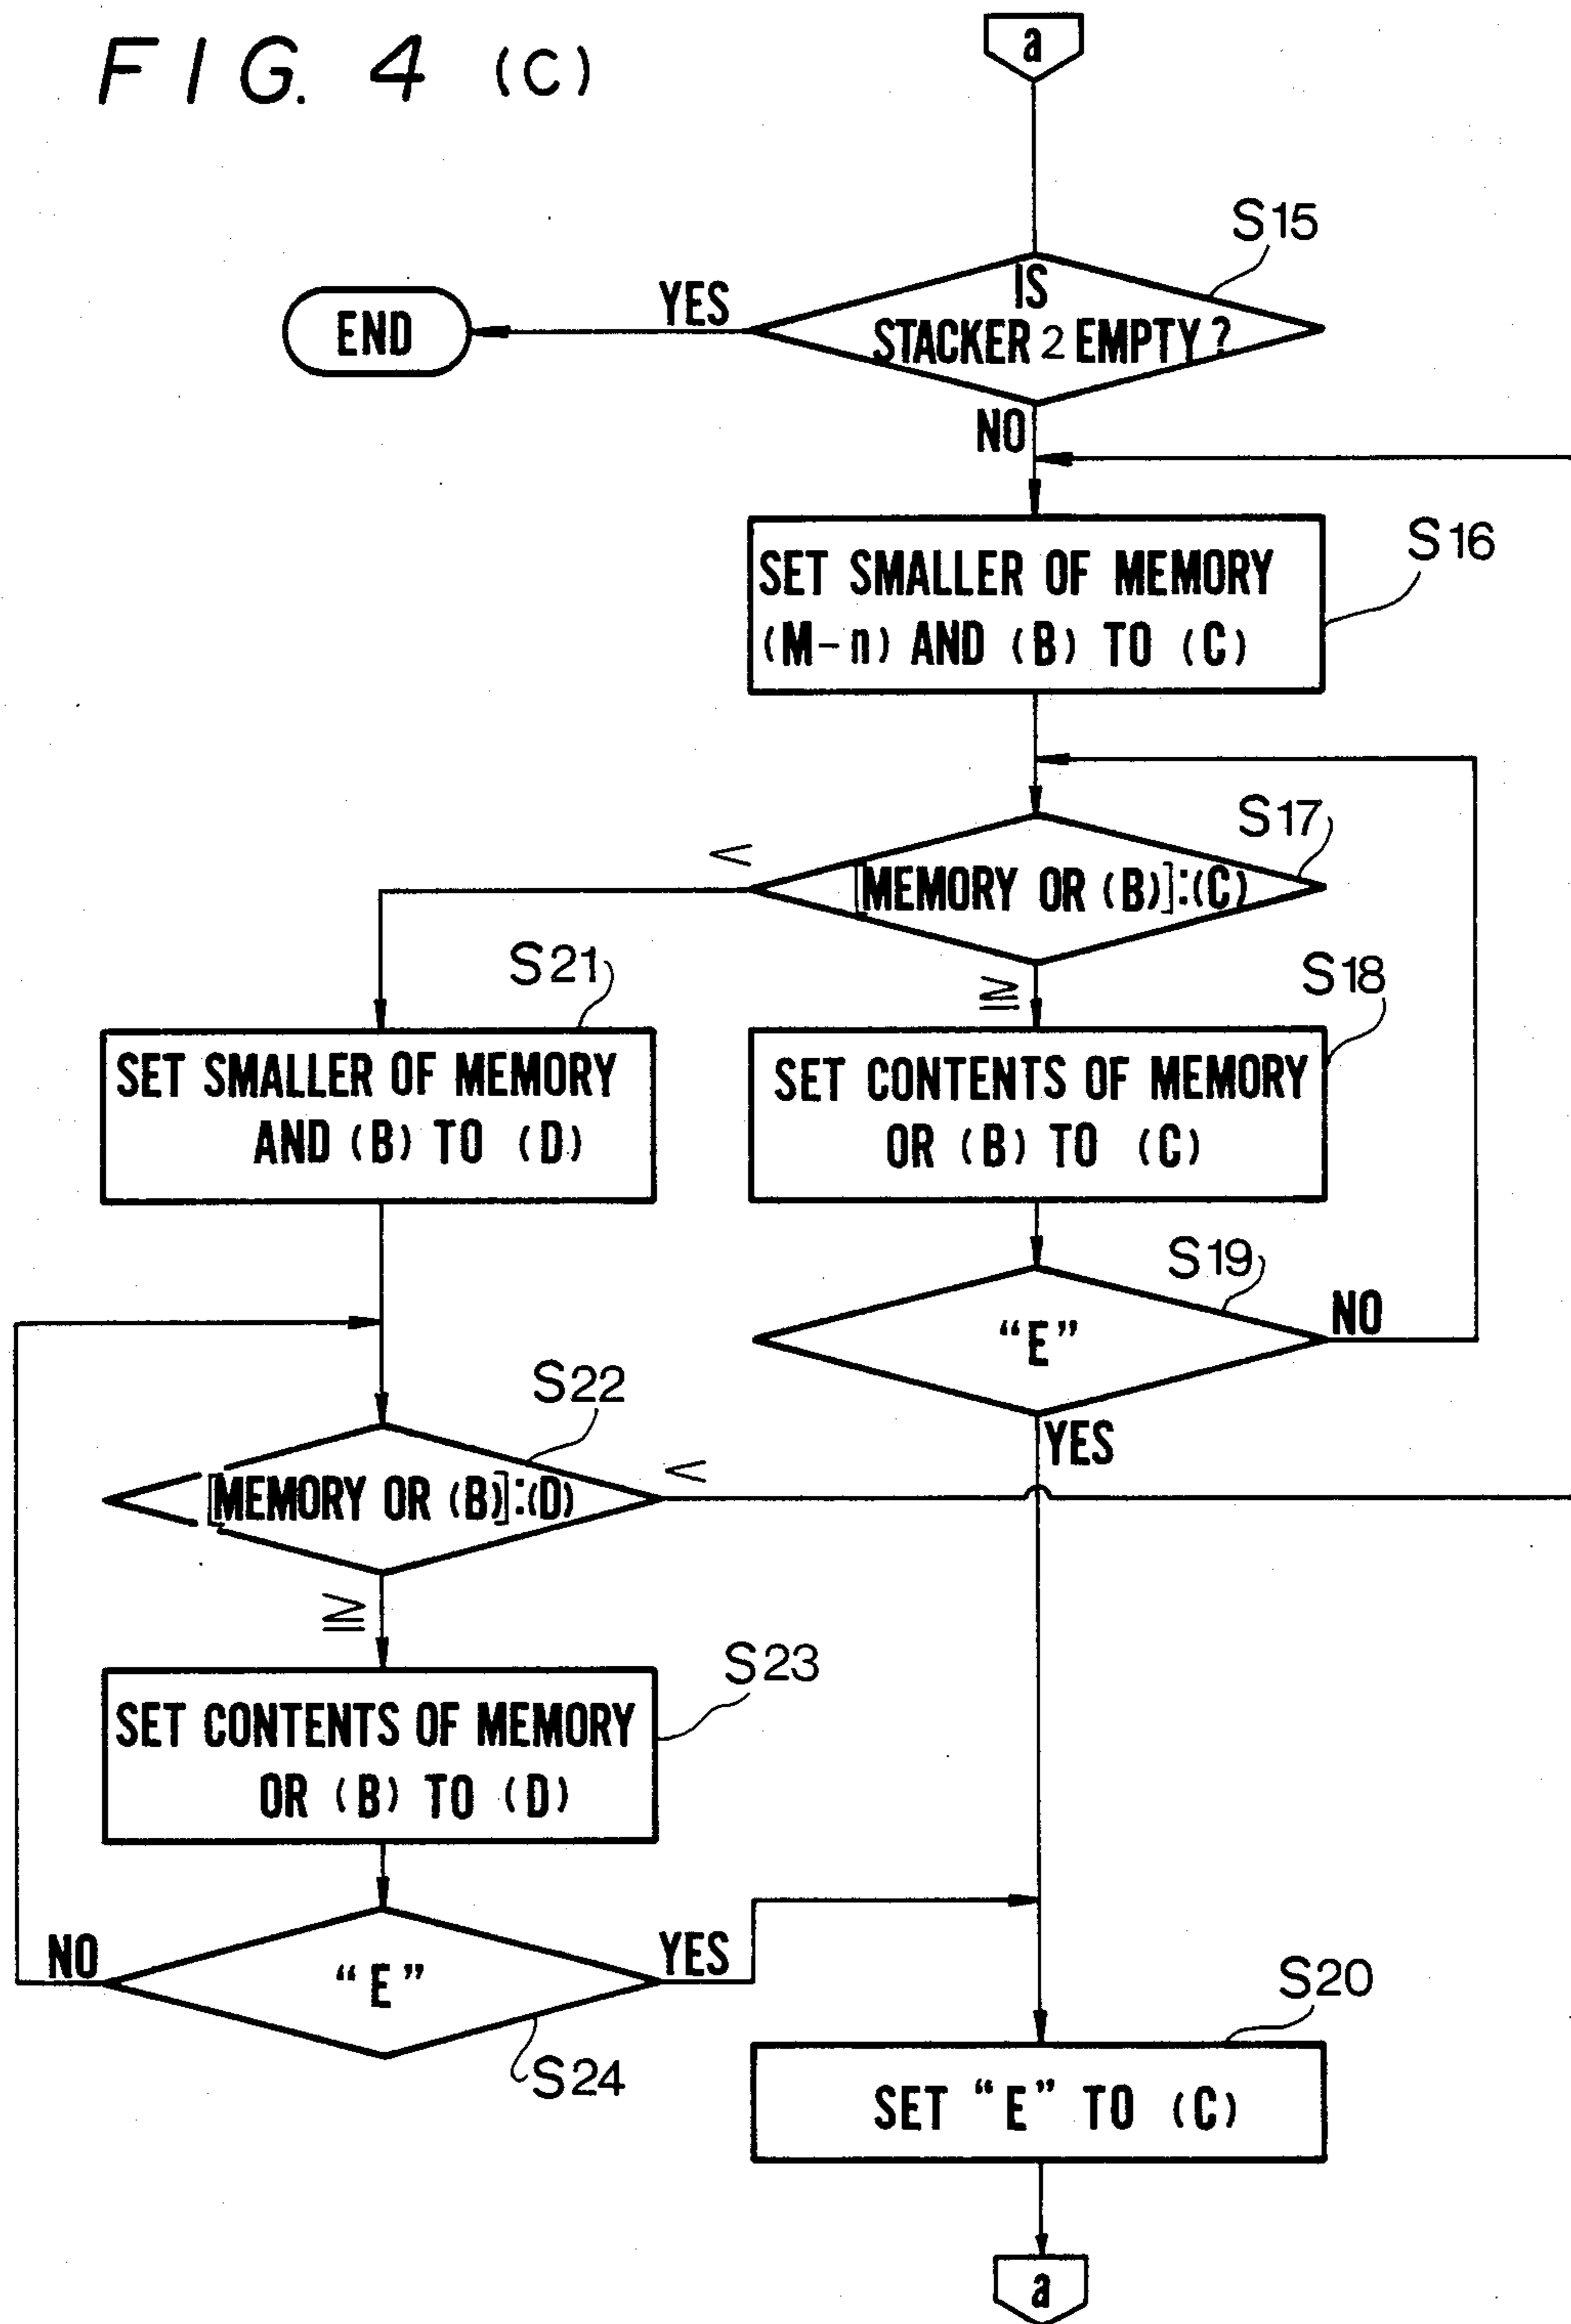 FIG. 4 (C)
a
S15
IS
STACKER 2 EMPTY?
YES
END
NO
S16
SET SMALLER OF MEMORY
(M-n) AND (B) TO (C)
S17
<
[MEMORY OR (B)]:(C)
S21
≧
S18
SET SMALLER OF MEMORY
AND (B) TO (D)
SET CONTENTS OF MEMORY
OR (B) TO (C)
S19
"E"
NO
YES
S22
<
[MEMORY OR (B)]:(D)
≧
S23
SET CONTENTS OF MEMORY
OR (B) TO (D)
NO
"E"
YES
S24
S20
SET "E" TO (C)
a